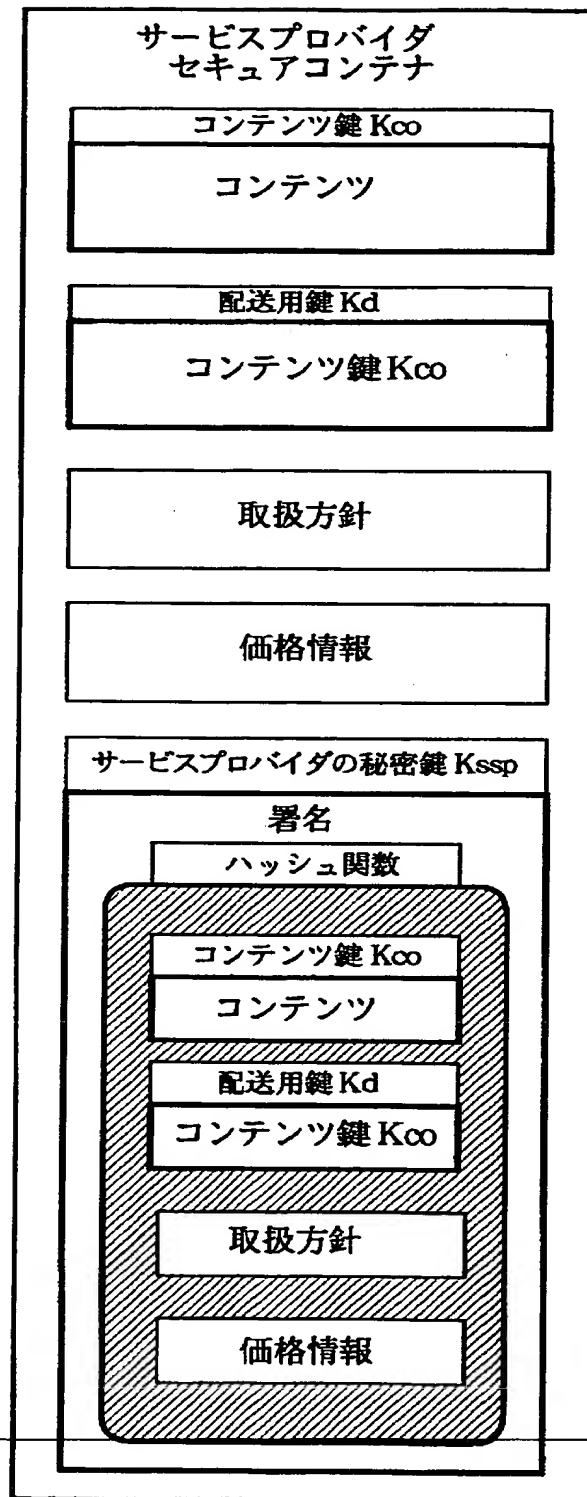 サービスプロバイダ
セキュアコンテナ
コンテンツ鍵 Kco
コンテンツ
配送用鍵 Kd
コンテンツ鍵 Kco
取扱方針
価格情報
サービスプロバイダの秘密鍵 Kssp
署名
ハッシュ関数
コンテンツ鍵 Kco
コンテンツ
配送用鍵 Kd
コンテンツ鍵 Kco
取扱方針
価格情報